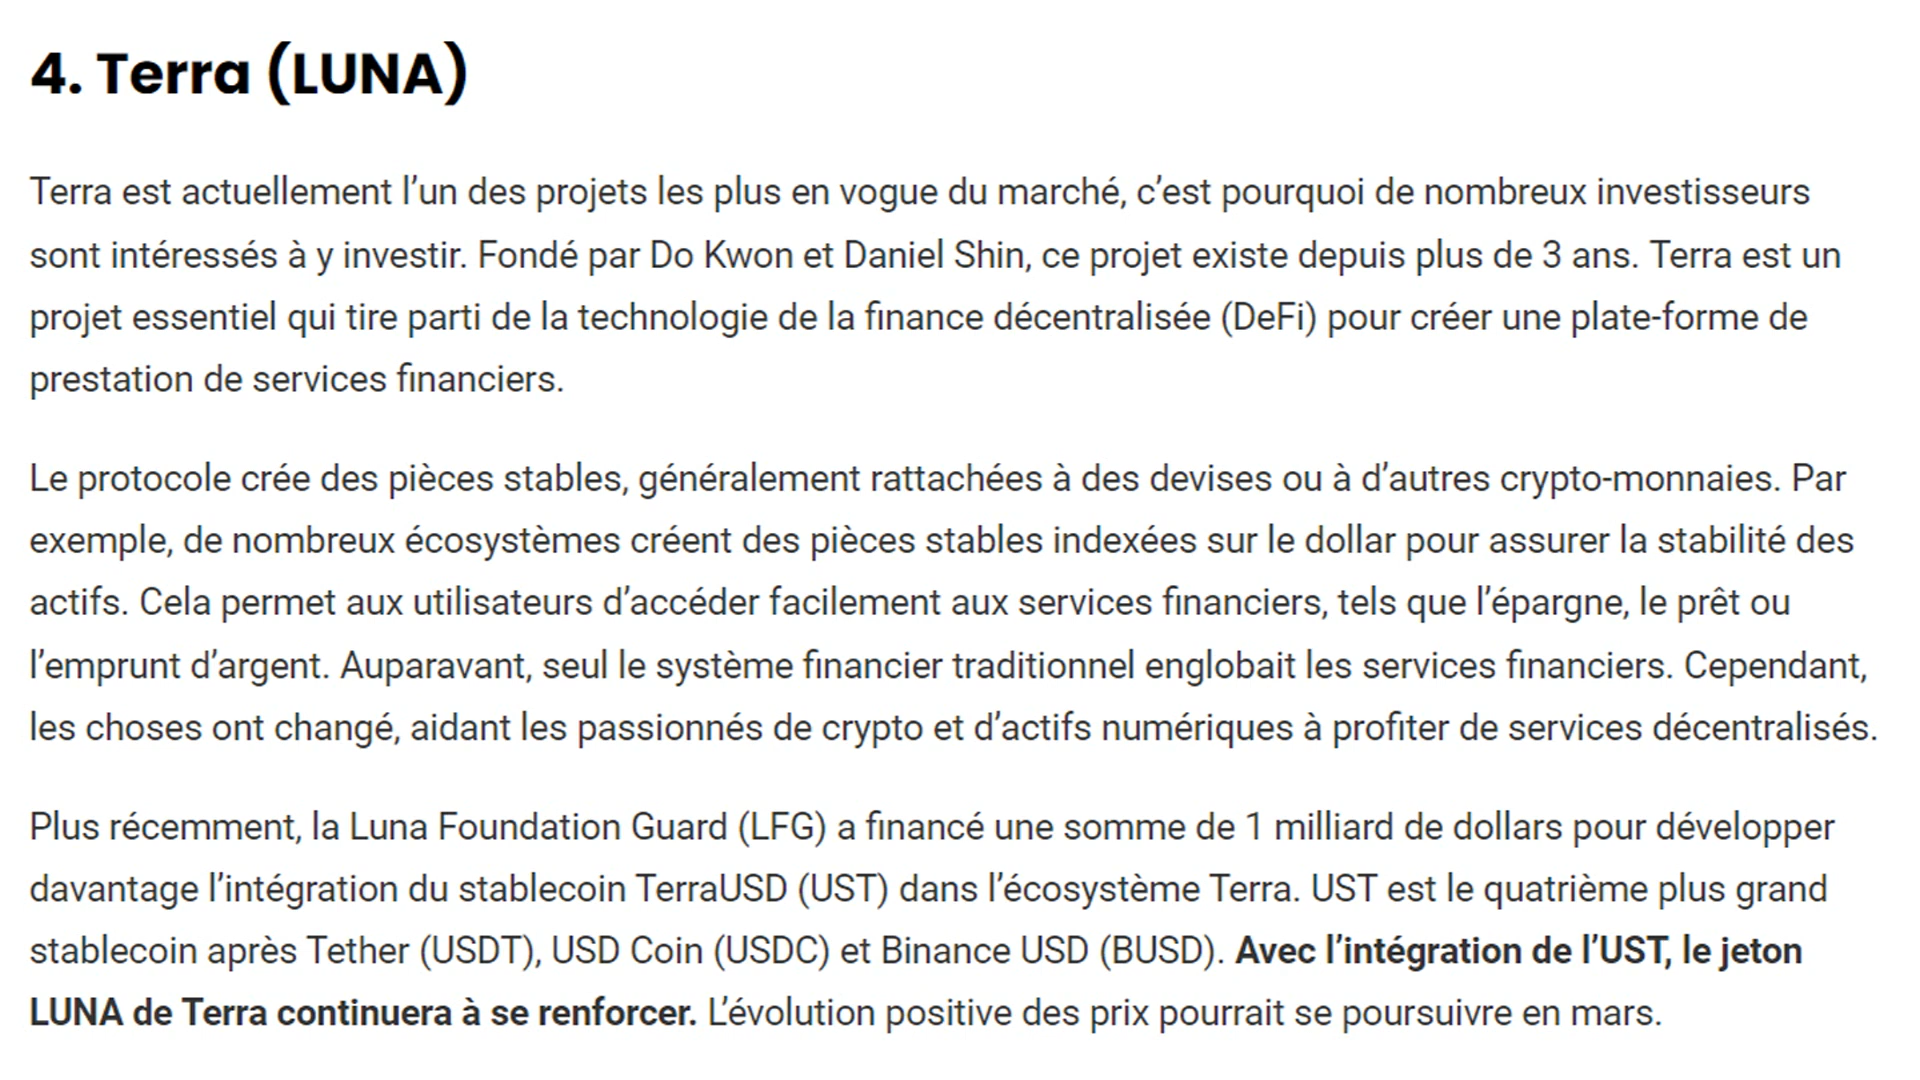 4. Terra (LUNA)
Terra est actuellement l’un des projets les plus en vogue du marché, c’est pourquoi de nombreux investisseurs
sont intéressés à y investir. Fondé par Do Kwon et Daniel Shin, ce projet existe depuis plus de 3 ans. Terra est un
projet essentiel qui tire parti de la technologie de la finance décentralisée (DeFi) pour créer une plate-forme de
prestation de services financiers.
Le protocole crée des pièces stables, généralement rattachées à des devises ou à d’autres crypto-monnaies. Par
exemple, de nombreux écosystèmes créent des pièces stables indexées sur le dollar pour assurer la stabilité des
actifs. Cela permet aux utilisateurs d’accéder facilement aux services financiers, tels que l’épargne, le prêt ou
l’emprunt d’argent. Auparavant, seul le système financier traditionnel englobait les services financiers. Cependant,
les choses ont changé, aidant les passionnés de crypto et d’actifs numériques à profiter de services décentralisés.
Plus récemment, la Luna Foundation Guard (LFG) a financé une somme de 1 milliard de dollars pour développer
davantage l’intégration du stablecoin TerraUSD (UST) dans l’écosystème Terra. UST est le quatrième plus grand
stablecoin après Tether (USDT), USD Coin (USDC) et Binance USD (BUSD). Avec l’intégration de l’UST, le jeton
LUNA de Terra continuera à se renforcer. L’évolution positive des prix pourrait se poursuivre en mars.